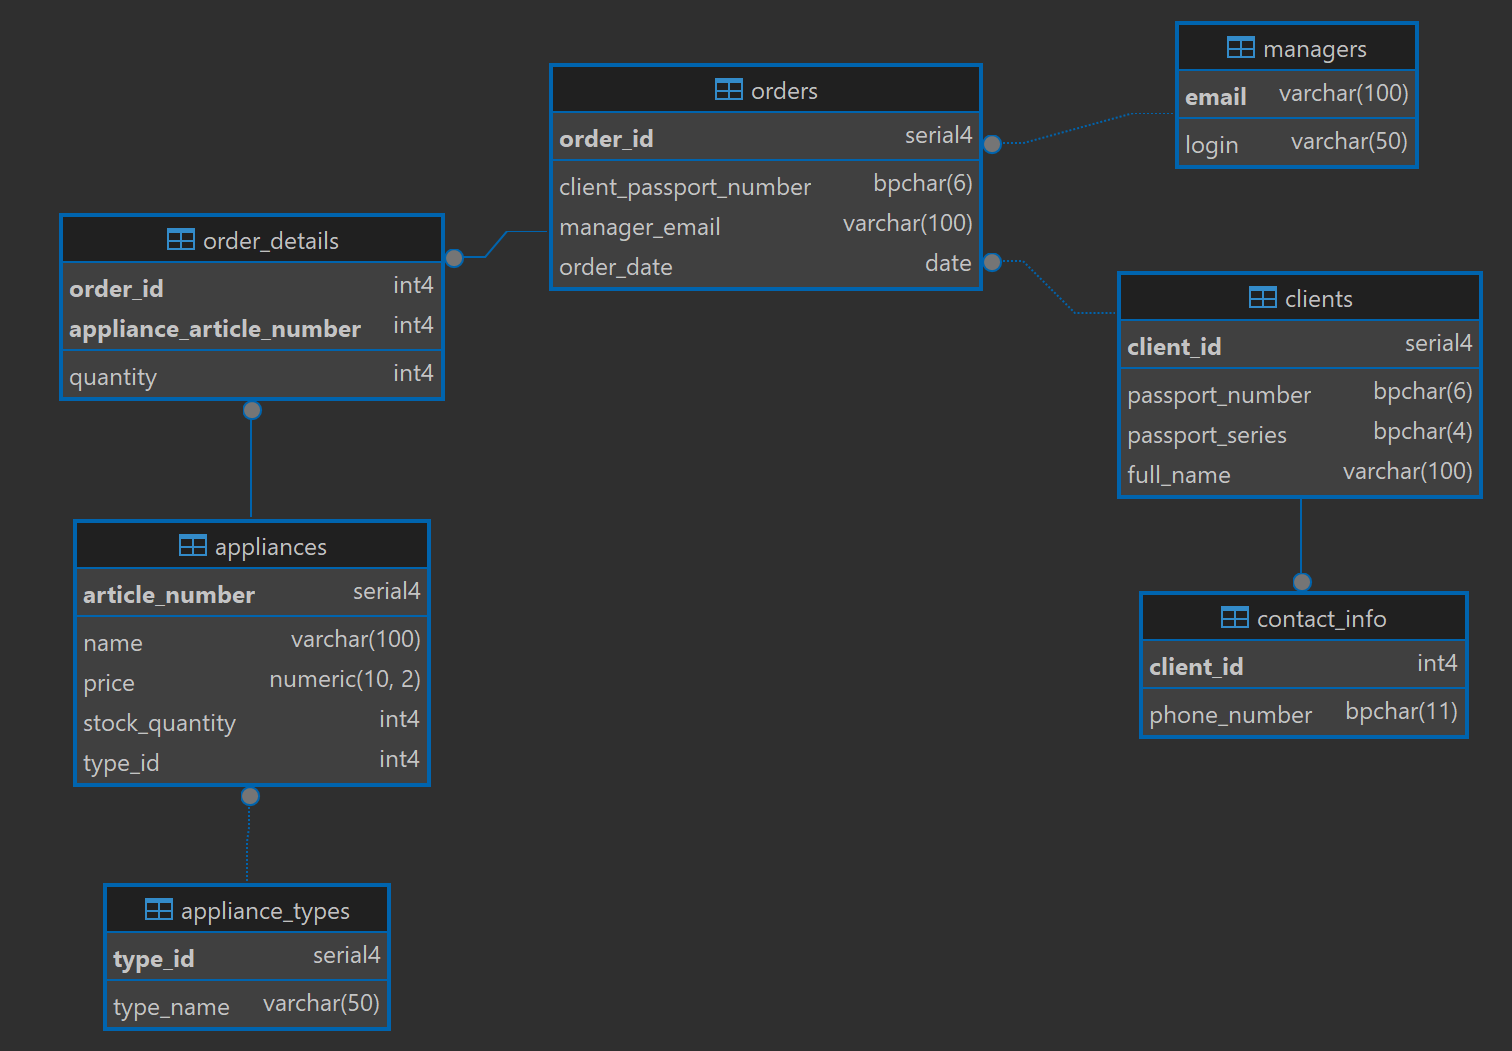 managers
email varchar(100)
login varchar(50)
orders
order_id serial4
client_passport_number bpchar(6)
manager_email varchar(100)
order_date date
order_details
order_id int4
appliance_article_number int4
quantity int4
clients
client_id serial4
passport_number bpchar(6)
passport_series bpchar(4)
full_name varchar(100)
appliances
article_number serial4
name varchar(100)
price numeric(10, 2)
stock_quantity int4
type_id int4
contact_info
client_id int4
phone_number bpchar(11)
appliance_types
type_id serial4
type_name varchar(50)